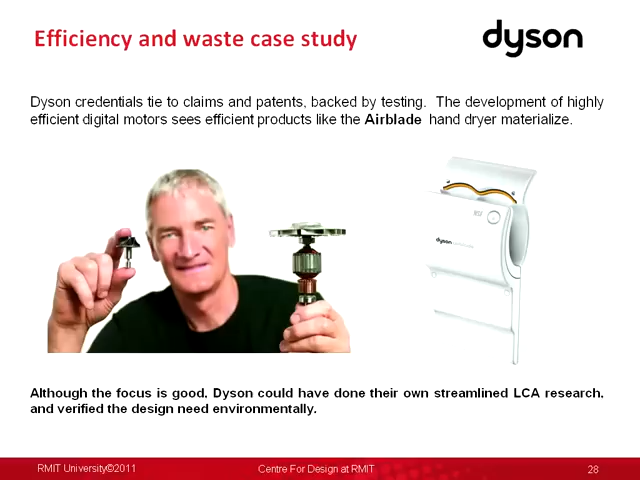 Efficiency and waste case study
dyson
Dyson credentials tie to claims and patents, backed by testing. The development of highly
efficient digital motors sees efficient products like the Airblade hand dryer materialize.
dyson
Although the focus is good, Dyson could have done their own streamlined LCA research,
and verified the design need environmentally.
RMIT University©2011
Centre For Design at RMIT
28